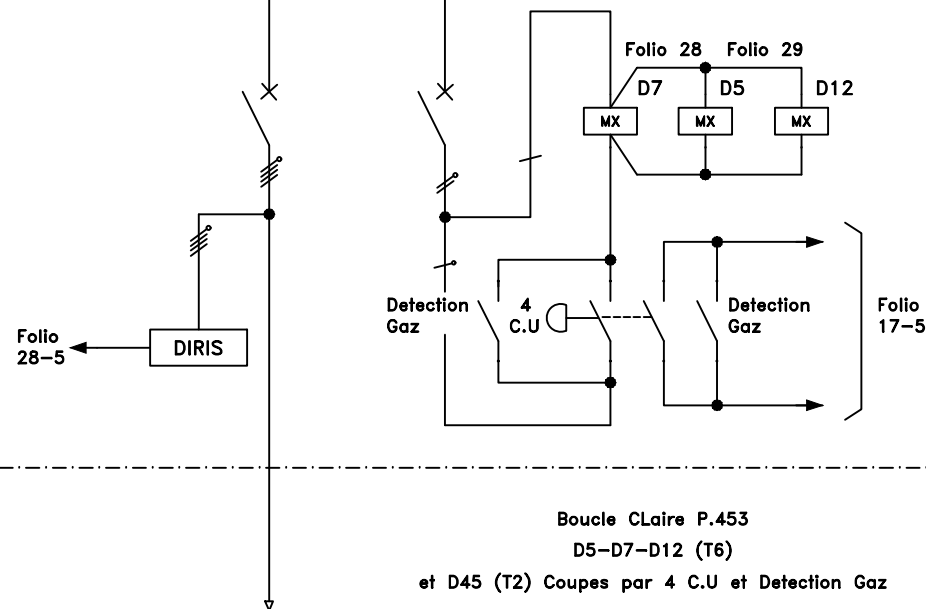 Folio 28 Folio 29
D7 D5 D12
MX MX MX
Detection
Gaz
4
C.U
Detection
Gaz
Folio
17-5
Folio
28-5
DIRIS
Boucle CLaire P.453
D5-D7-D12 (T6)
et D45 (T2) Coupes par 4 C.U et Detection Gaz